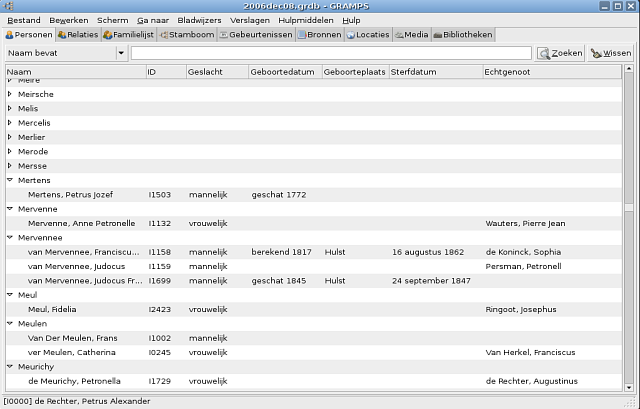 2006dec08.grdb - GRAMPS
Bestand Bewerken Scherm Ga naar Bladwijzers Verslagen Hulpmiddelen Hulp
Personen Relaties Familielijst Stamboom Gebeurtenissen Bronnen Locaties Media Bibliotheken
Naam bevat Zoeken Wissen
Naam ID Geslacht Geboortedatum Geboorteplaats Sterfdatum Echtgenoot
Meire
Meirsche
Melis
Mercelis
Merlier
Merode
Mersse
Mertens
Mertens, Petrus Jozef I1503 mannelijk geschat 1772
Mervenne
Mervenne, Anne Petronelle I1132 vrouwelijk Wauters, Pierre Jean
Mervennee
van Mervennee, Franciscu... I1158 mannelijk berekend 1817 Hulst 16 augustus 1862 de Koninck, Sophia
van Mervennee, Judocus I1159 mannelijk Persman, Petronell
van Mervennee, Judocus Fr... I1699 mannelijk geschat 1845 Hulst 24 september 1847
Meul
Meul, Fidelia I2423 vrouwelijk Ringoot, Josephus
Meulen
Van Der Meulen, Frans I1002 mannelijk
ver Meulen, Catherina I0245 vrouwelijk Van Herkel, Franciscus
Meurichy
de Meurichy, Petronella I1729 vrouwelijk de Rechter, Augustinus
[I0000] de Rechter, Petrus Alexander